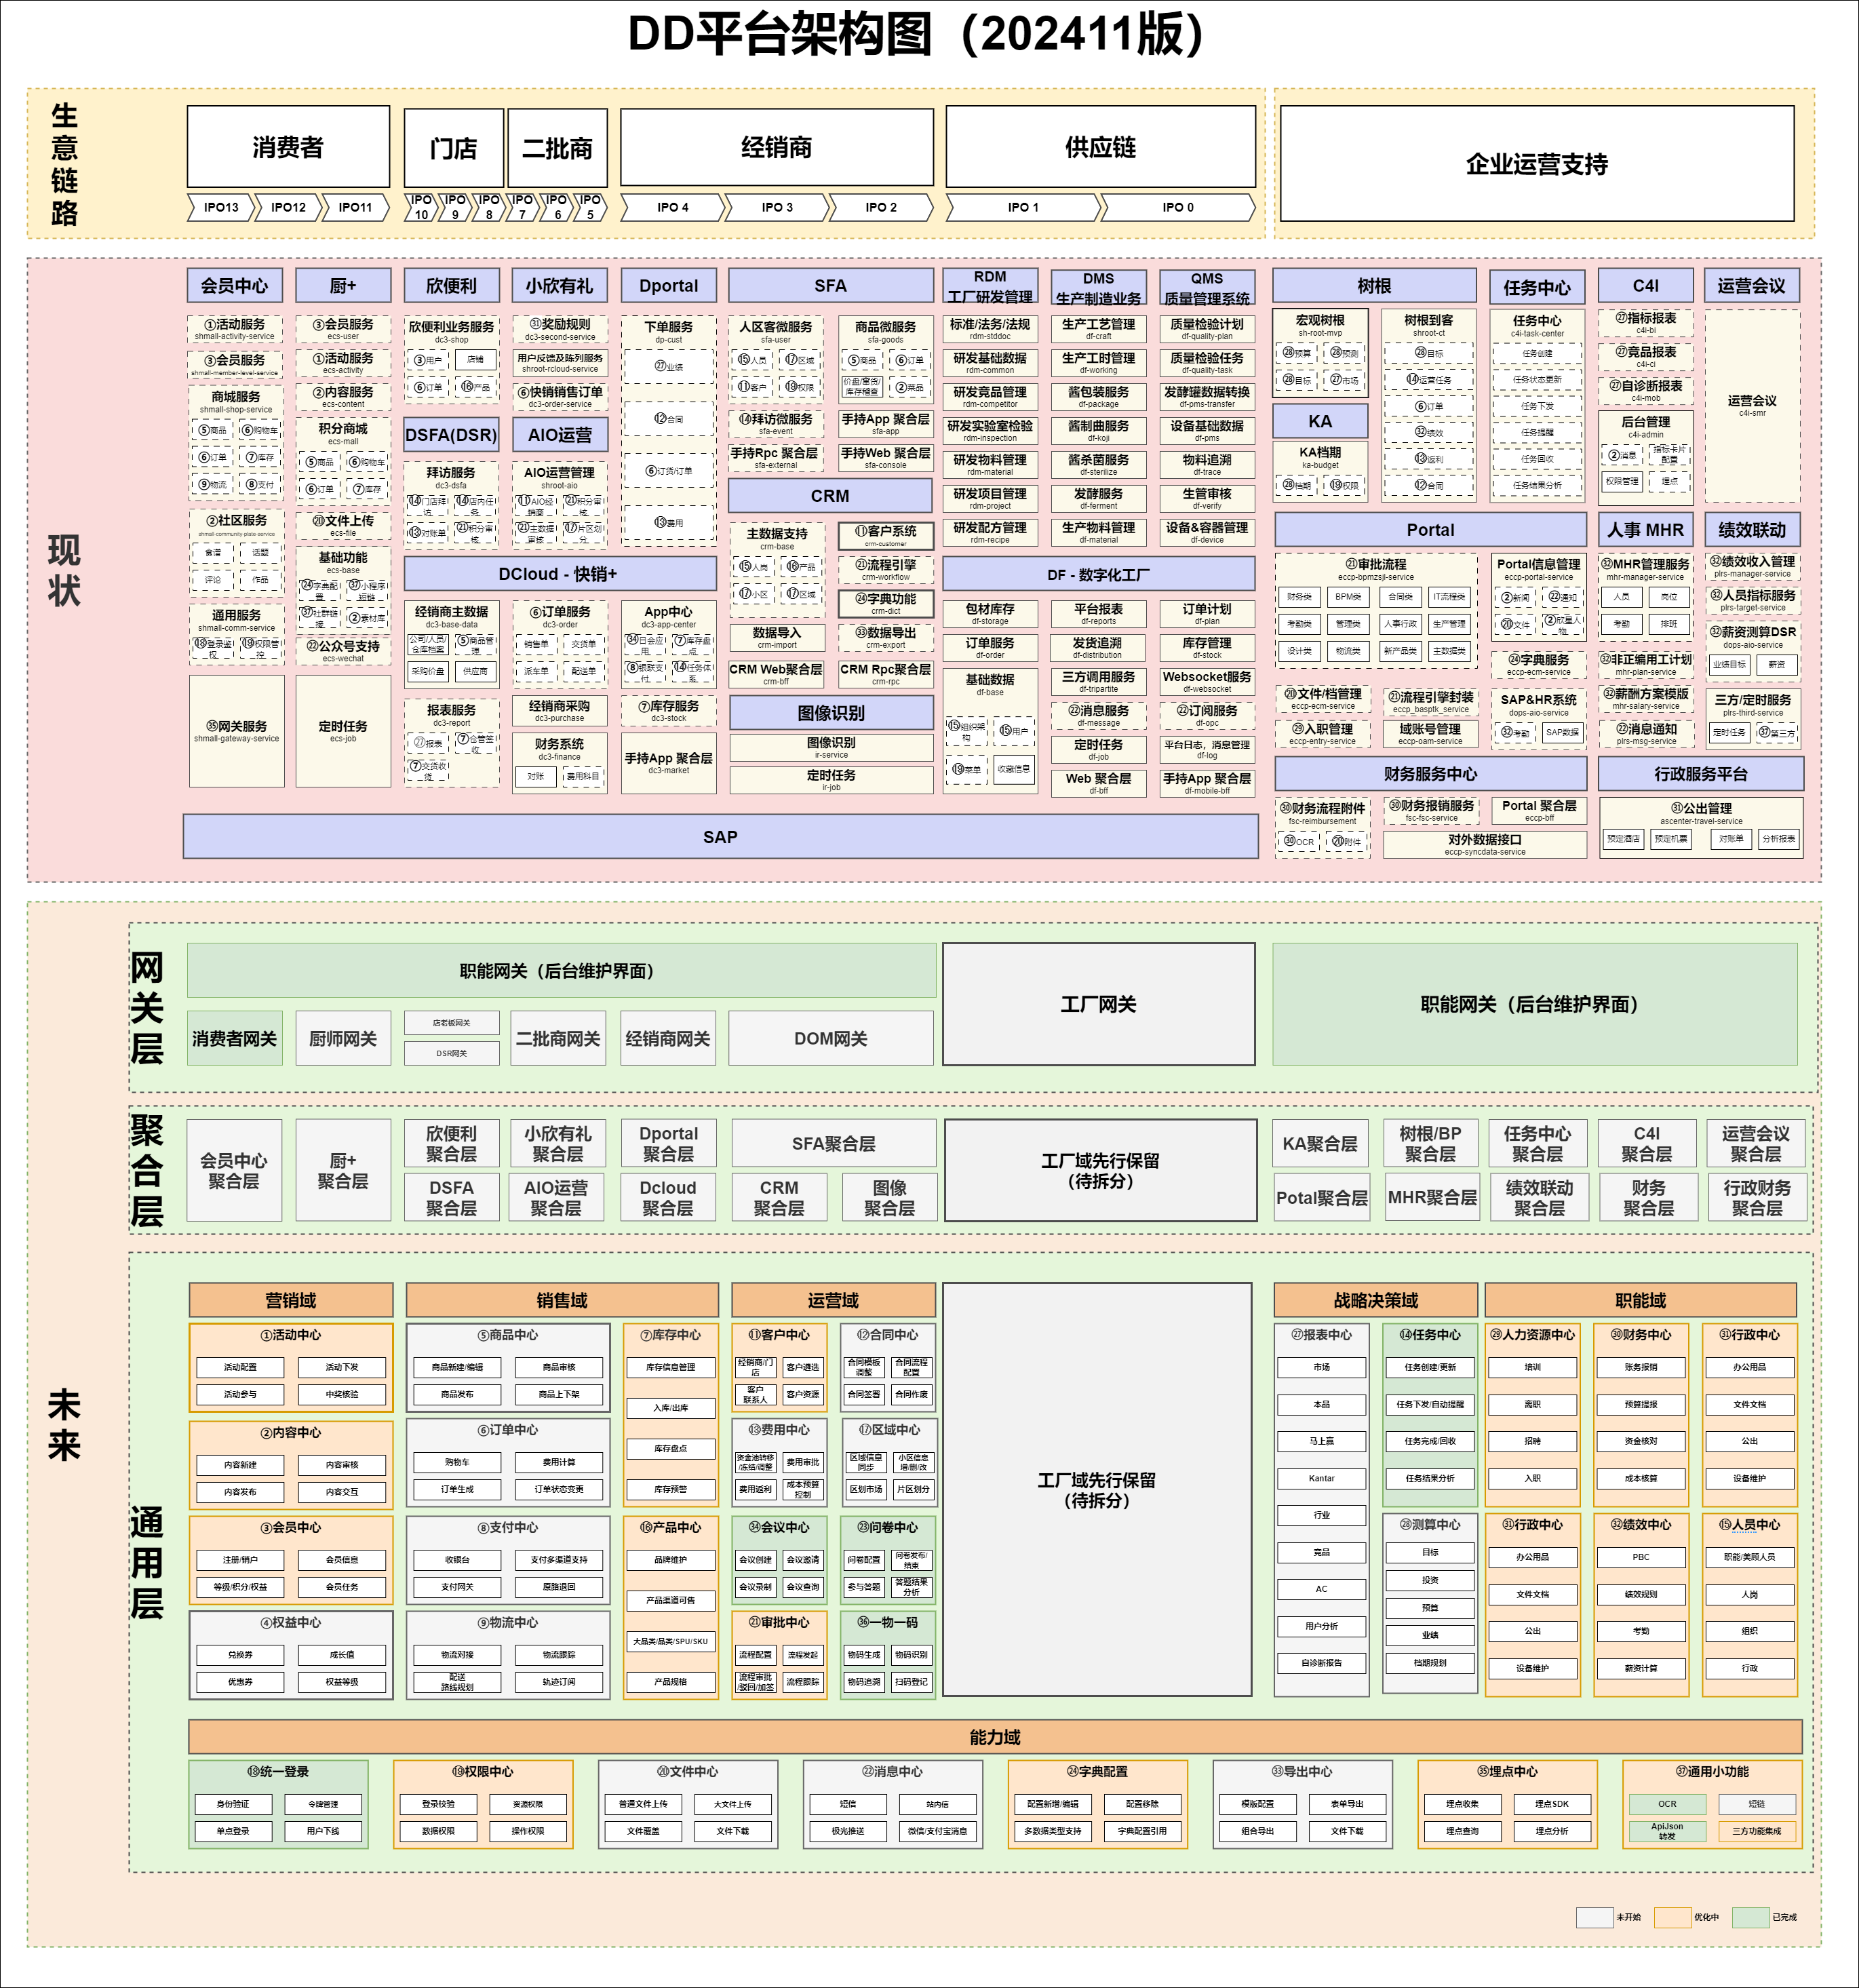 DD平台架构图（202411版）
生意链路
消费者
门店
二批商
经销商
供应链
企业运营支持
IPO13
IPO12
IPO11
IPO 10
IPO 9
IPO 8
IPO 7
IPO 6
IPO 5
IPO 4
IPO 3
IPO 2
IPO 1
IPO 0
现状
会员中心
①活动服务
shmall-activity-service
③会员服务
shmall-member-level-service
商城服务
shmall-shop-service
⑤商品
⑥购物车
⑥订单
⑦库存
⑨物流
⑧支付
②社区服务
shmall-community-plate-service
食谱
话题
评论
作品
通用服务
shmall-comm-service
⑱登录鉴权
⑲权限管控
㉟网关服务
shmall-gateway-service
厨+
③会员服务
ecs-user
①活动服务
ecs-activity
②内容服务
ecs-content
积分商城
ecs-mall
⑤商品
⑥购物车
⑥订单
⑦库存
⑳文件上传
ecs-file
基础功能
ecs-base
㉔字典配置
㊲小程序短链
㊲社群链接
②素材库
㉒公众号支持
ecs-wechat
定时任务
ecs-job
欣便利
欣便利业务服务
dc3-shop
③用户
店铺
⑥订单
⑯产品
小欣有礼
㉛奖励规则
dc3-second-service
用户反馈及陈列服务
shroot-rcloud-service
⑥快销销售订单
dc3-order-service
DSFA(DSR)
拜访服务
dc3-dsfa
⑭门店拜访
⑭店内任务
⑬对账单
㉑积分审核
AIO运营
AIO运营管理
shroot-aio
⑪AIO经销商
㉑积分审核
㉑主数据审核
⑰片区划分
Dportal
下单服务
dp-cust
㉗业绩
⑫合同
⑥订货/订单
⑬费用
DCloud - 快销+
经销商主数据
dc3-base-data
公司/人员/仓库档案
⑤商品管理
采购价盘
供应商
报表服务
dc3-report
㉗报表
⑦仓管签收
⑦交货收货
⑥订单服务
dc3-order
销售单
交货单
派车单
配送单
经销商采购
dc3-purchase
财务系统
dc3-finance
对账
费用科目
App中心
dc3-app-center
㉞日会应用
⑦库存盘点
⑧银联支付
⑭任务体系
⑦库存服务
dc3-stock
手持App 聚合层
dc3-market
SFA
人区客微服务
sfa-user
⑮人员
⑰区域
⑪客户
⑲权限
⑭拜访微服务
sfa-event
手持Rpc 聚合层
sfa-external
商品微服务
sfa-goods
⑤商品
⑥订单
价盘/窜货/库存稽查
②菜品
手持App 聚合层
sfa-app
手持Web 聚合层
sfa-console
CRM
主数据支持
crm-base
⑮人岗
⑯产品
⑰小区
⑰区域
数据导入
crm-import
CRM Web聚合层
crm-bff
⑪客户系统
crm-customer
㉑流程引擎
crm-workflow
㉔字典功能
crm-dict
㉝数据导出
crm-export
CRM Rpc聚合层
crm-rpc
图像识别
图像识别
ir-service
定时任务
ir-job
RDM
工厂研发管理
标准/法务/法规
rdm-stddoc
研发基础数据
rdm-common
研发竞品管理
rdm-competitor
研发实验室检验
rdm-inspection
研发物料管理
rdm-material
研发项目管理
rdm-project
研发配方管理
rdm-recipe
DMS
生产制造业务
生产工艺管理
df-craft
生产工时管理
df-working
酱包装服务
df-package
酱制曲服务
df-koji
酱杀菌服务
df-sterilize
发酵服务
df-ferment
生产物料管理
df-material
QMS
质量管理系统
质量检验计划
df-quality-plan
质量检验任务
df-quality-task
发酵罐数据转换
df-pms-transfer
设备基础数据
df-pms
物料追溯
df-trace
生管审核
df-verify
设备&容器管理
df-device
DF - 数字化工厂
包材库存
df-storage
订单服务
df-order
基础数据
df-base
⑮组织架构
⑮用户
⑲菜单
收藏信息
平台报表
df-reports
发货追溯
df-distribution
三方调用服务
df-tripartite
㉒消息服务
df-message
定时任务
df-job
Web 聚合层
df-bff
订单计划
df-plan
库存管理
df-stock
Websocket服务
df-websocket
㉒订阅服务
df-opc
平台日志，消息管理
df-log
手持App 聚合层
df-mobile-bff
SAP
树根
宏观树根
sh-root-mvp
㉘预算
㉘预测
㉘目标
㉗市场
KA
KA档期
ka-budget
㉘档期
⑲权限
树根到客
shroot-ct
㉘目标
⑭运营任务
⑥订单
㉜绩效
⑬返利
⑫合同
任务中心
任务中心
c4i-task-center
任务创建
任务状态更新
任务下发
任务提醒
任务回收
任务结果分析
C4I
㉗指标报表
c4i-bi
㉗竞品报表
c4i-ci
㉗自诊断报表
c4i-mob
后台管理
c4i-admin
②消息
指标卡片配置
权限管理
埋点
运营会议
运营会议
c4i-smr
Portal
㉑审批流程
eccp-bpmzsjl-service
财务类
BPM类
合同类
IT流程类
考勤类
管理类
人事行政
生产管理
设计类
物流类
新产品类
主数据类
⑳文件/档管理
eccp-ecm-service
㉑流程引擎封装
eccp_basptk_service
㉙入职管理
eccp-entry-service
域账号管理
eccp-oam-service
Portal信息管理
eccp-portal-service
②新闻
㉒通知
⑳文件
②欣星人物
㉔字典服务
eccp-ecm-service
SAP&HR系统
dops-aio-service
㉜考勤
SAP数据
人事 MHR
㉜MHR管理服务
mhr-manager-service
人员
岗位
考勤
排班
㉜非正编用工计划
mhr-plan-service
㉜薪酬方案模版
mhr-salary-service
㉒消息通知
plrs-msg-service
绩效联动
㉜绩效收入管理
plrs-manager-service
㉜人员指标服务
plrs-target-service
㉜薪资测算DSR
dops-aio-service
业绩目标
薪资
三方/定时服务
plrs-third-service
定时任务
㊲第三方
财务服务中心
㉚财务流程附件
fsc-reimbursement
㉚OCR
⑳附件
㉚财务报销服务
fsc-fsc-service
Portal 聚合层
eccp-bff
对外数据接口
eccp-syncdata-service
行政服务平台
㉛公出管理
ascenter-travel-service
预定酒店
预定机票
对账单
分析报表
未来
网关层
职能网关（后台维护界面）
消费者网关
厨师网关
店老板网关
DSR网关
二批商网关
经销商网关
DOM网关
工厂网关
职能网关（后台维护界面）
聚合层
会员中心
聚合层
厨+
聚合层
欣便利
聚合层
小欣有礼
聚合层
Dportal
聚合层
SFA聚合层
DSFA
聚合层
AIO运营
聚合层
Dcloud
聚合层
CRM
聚合层
图像
聚合层
工厂域先行保留
（待拆分）
KA聚合层
树根/BP
聚合层
任务中心
聚合层
C4I
聚合层
运营会议
聚合层
Potal聚合层
MHR聚合层
绩效联动
聚合层
财务
聚合层
行政财务
聚合层
通用层
营销域
①活动中心
活动配置
活动下发
活动参与
中奖核验
②内容中心
内容新建
内容审核
内容发布
内容交互
③会员中心
注册/销户
会员信息
等级/积分/权益
会员任务
④权益中心
兑换券
成长值
优惠券
权益等级
销售域
⑤商品中心
商品新建/编辑
商品审核
商品发布
商品上下架
⑥订单中心
购物车
费用计算
订单生成
订单状态变更
⑧支付中心
收银台
支付多渠道支持
支付网关
原路退回
⑨物流中心
物流对接
物流跟踪
配送
路线规划
轨迹订阅
⑦库存中心
库存信息管理
入库/出库
库存盘点
库存预警
⑯产品中心
品牌维护
产品渠道可售
大品类/品类/SPU/SKU
产品规格
运营域
⑪客户中心
经销商/门店
客户遴选
客户
联系人
客户资源
⑫合同中心
合同模板调整
合同流程配置
合同签署
合同作废
⑬费用中心
资金池转移/冻结/调整
费用审批
费用返利
成本预算控制
⑰区域中心
区域信息同步
小区信息增/删/改
区划市场
片区划分
㉞会议中心
会议创建
会议邀请
会议录制
会议查询
㉓问卷中心
问卷配置
问卷发布/结束
参与答题
答题结果分析
㉑审批中心
流程配置
流程发起
流程审批/驳回/加签
流程跟踪
㊱一物一码
物码生成
物码识别
物码追溯
扫码登记
工厂域先行保留
（待拆分）
战略决策域
㉗报表中心
市场
本品
马上赢
Kantar
行业
竞品
AC
用户分析
自诊断报告
⑭任务中心
任务创建/更新
任务下发/自动提醒
任务完成/回收
任务结果分析
㉘测算中心
目标
投资
预算
业绩
档期规划
职能域
㉙人力资源中心
培训
离职
招聘
入职
㉚财务中心
账务报销
预算提报
资金核对
成本核算
㉛行政中心
办公用品
文件文档
公出
设备维护
㉛行政中心
办公用品
文件文档
公出
设备维护
㉜绩效中心
PBC
绩效规则
考勤
薪资计算
⑮人员中心
职能/美顾人员
人岗
组织
行政
能力域
⑱统一登录
身份验证
令牌管理
单点登录
用户下线
⑲权限中心
登录校验
资源权限
数据权限
操作权限
⑳文件中心
普通文件上传
大文件上传
文件覆盖
文件下载
㉒消息中心
短信
站内信
极光推送
微信/支付宝消息
㉔字典配置
配置新增/编辑
配置移除
多数据类型支持
字典配置引用
㉝导出中心
模版配置
表单导出
组合导出
文件下载
㉟埋点中心
埋点收集
埋点SDK
埋点查询
埋点分析
㊲通用小功能
OCR
短链
ApiJson
转发
三方功能集成
未开始
优化中
已完成